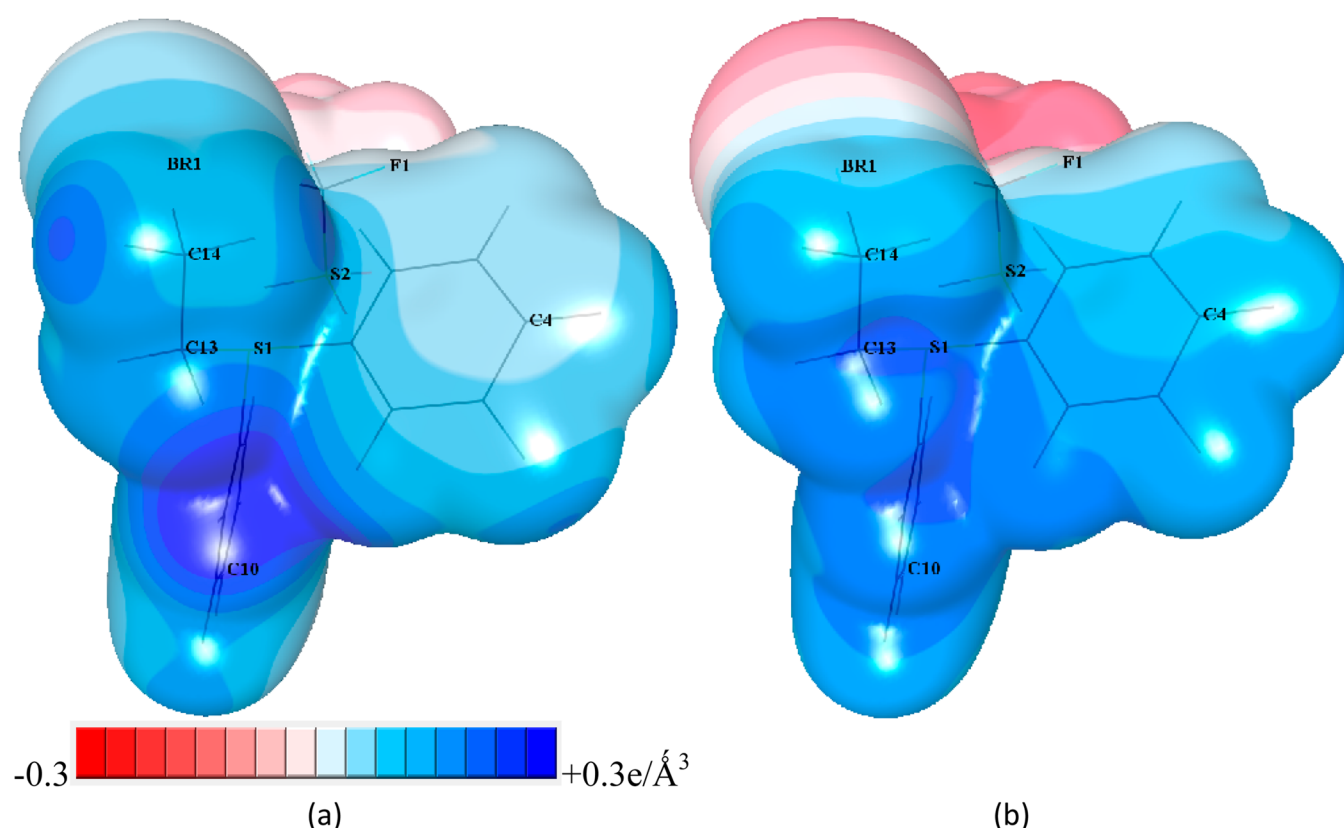 BR1 F1 BR1 F1
C14 S2 C14 S2
C4 C4
C13 S1 C13 S1
C10 C10
-0.3 +0.3e/Ǻ³
(a) (b)